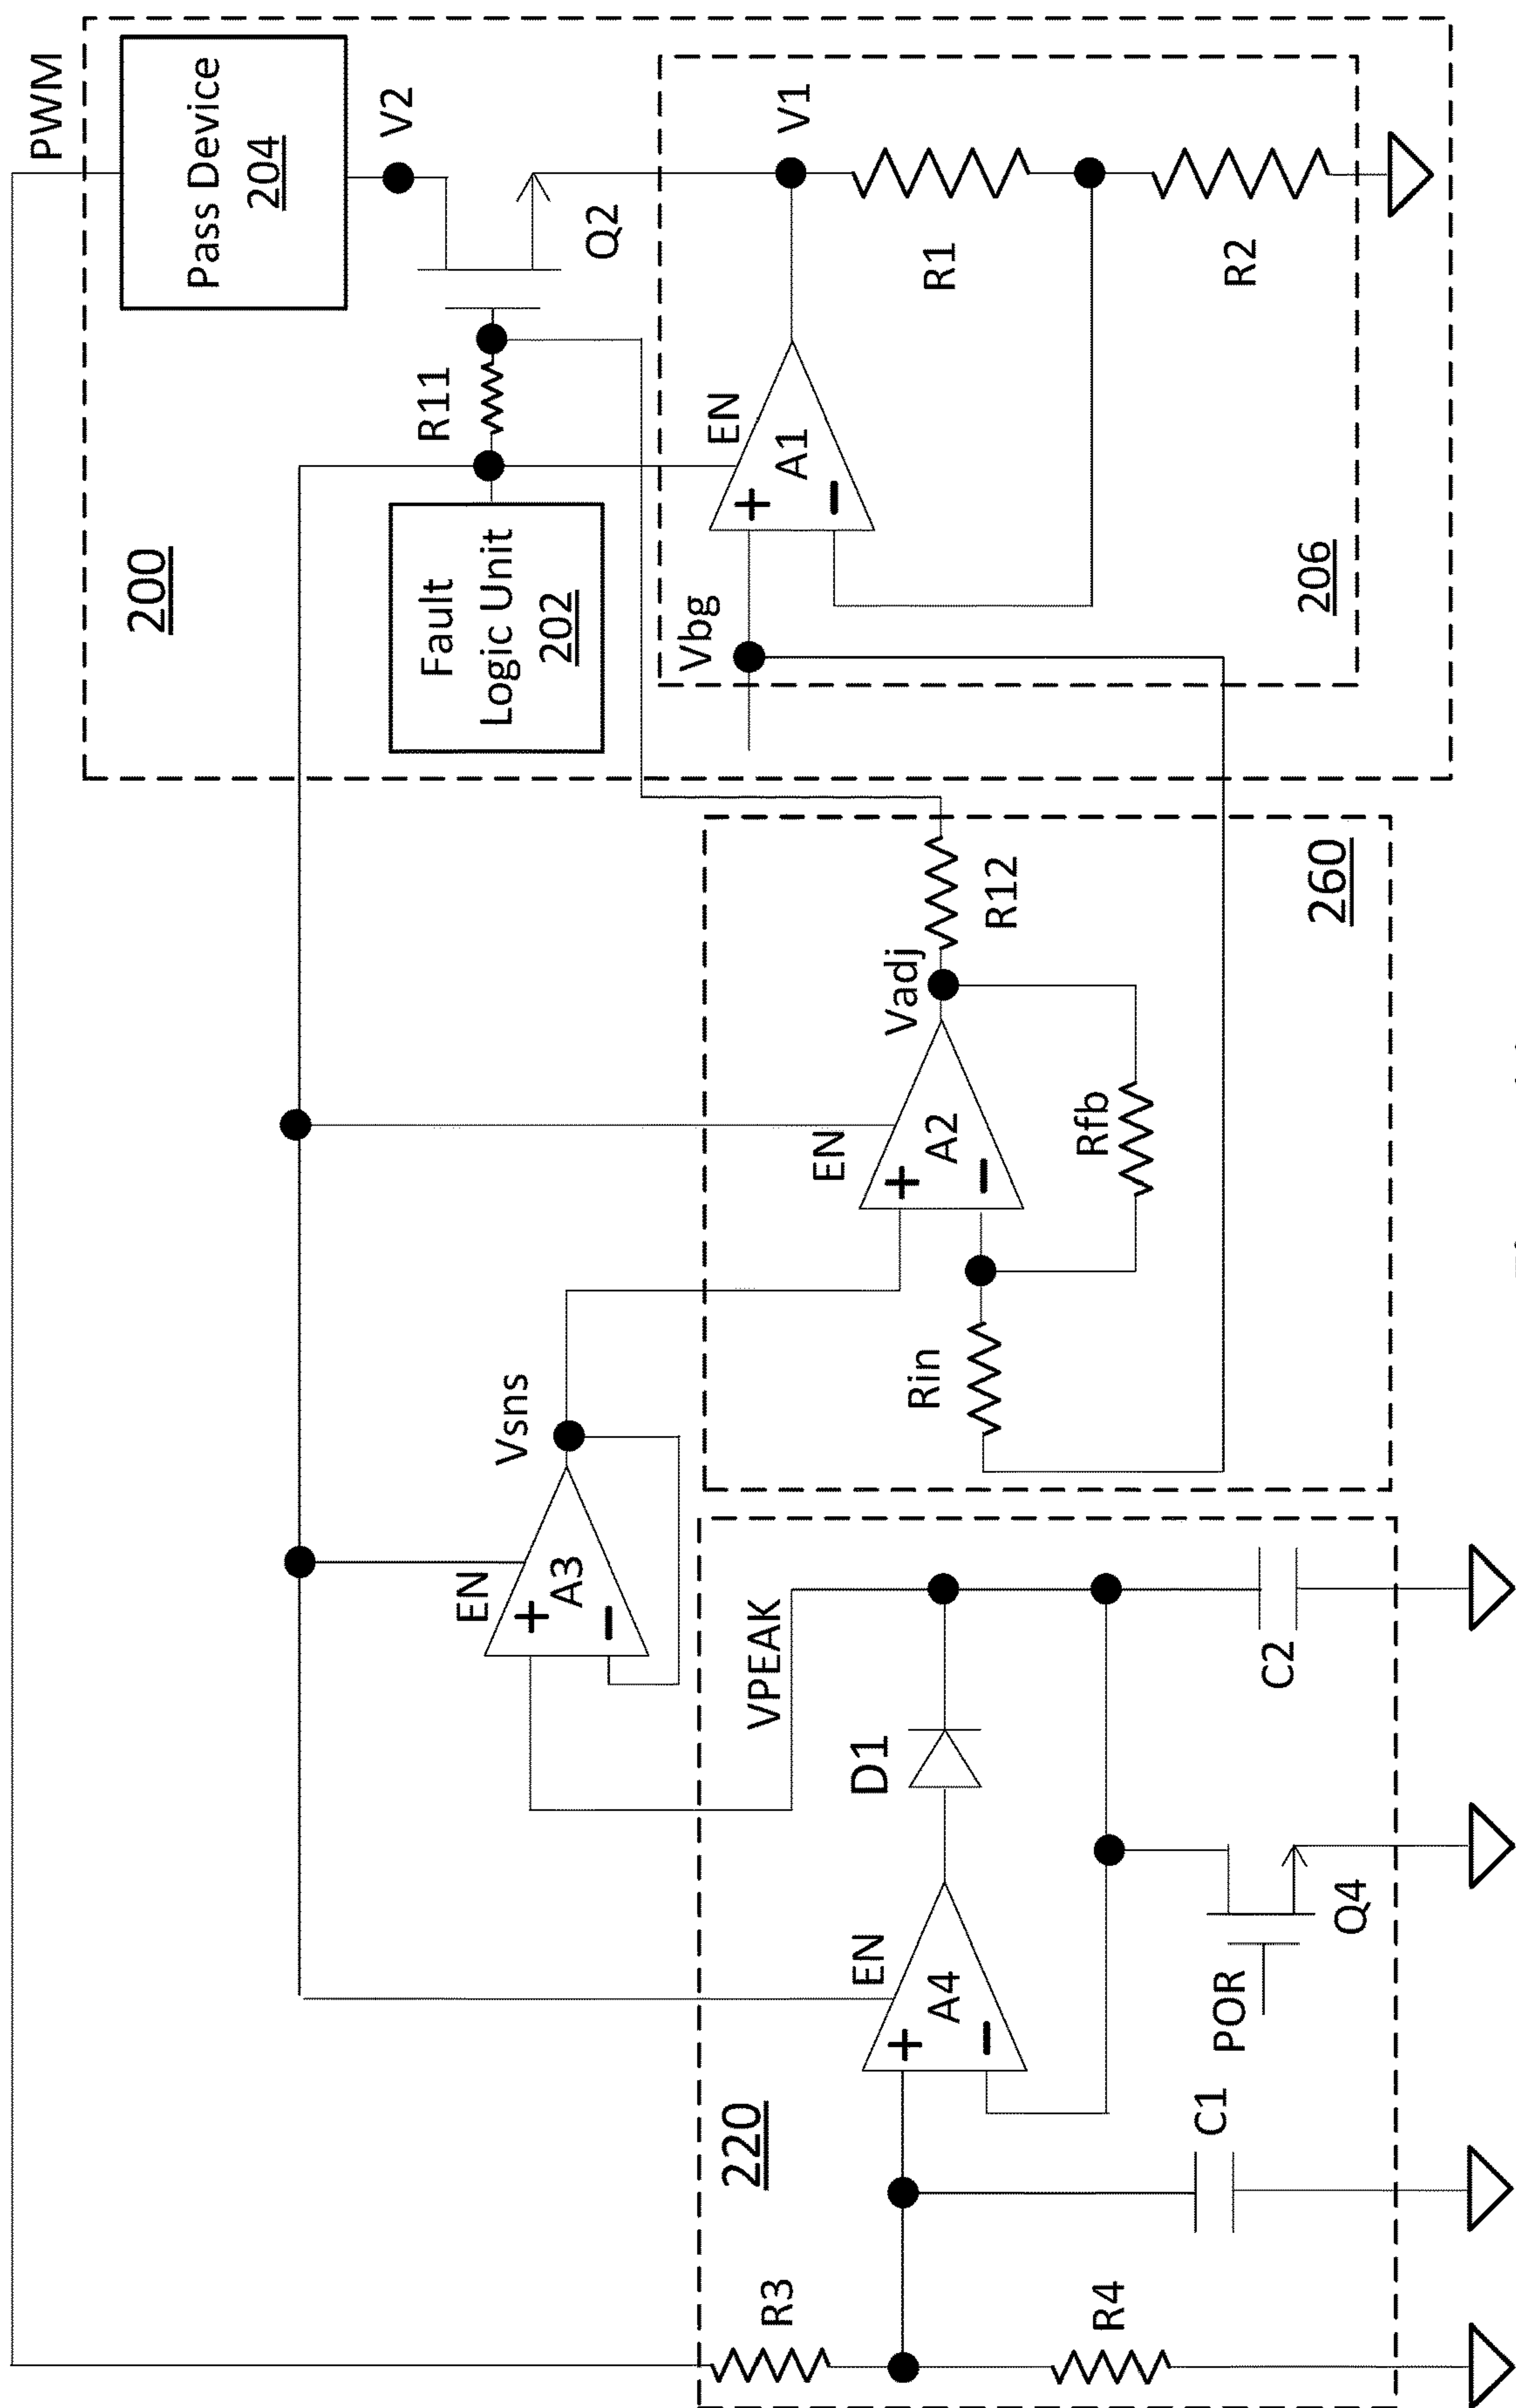 PWM
Pass Device
204
V2
Q2
R11
200
Fault
Logic Unit
202
EN
A1
+
−
Vbg
V1
R1
R2
206
260
R12
Vadj
EN
A2
+
−
Rfb
Rin
Vsns
EN
A3
+
−
VPEAK
D1
C2
EN
A4
+
−
POR
Q4
220
C1
R3
R4